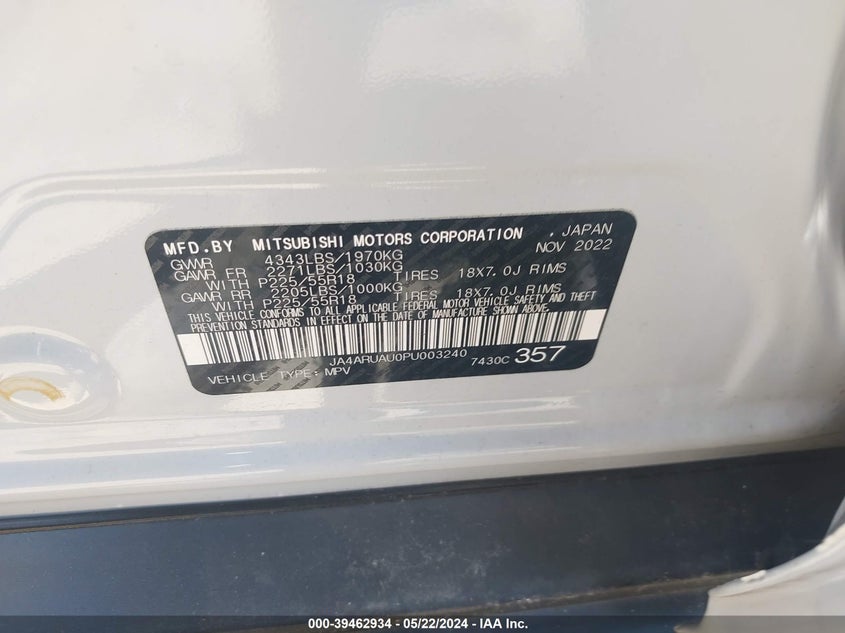 MFD.BY MITSUBISHI MOTORS CORPORATION , JAPAN
NOV 2022
GVWR 4343LBS/1970KG
GAWR FR 2271LBS/1030KG
WITH P225/55R18 TIRES 18X7.0J RIMS
GAWR RR 2205LBS/1000KG
WITH P225/55R18 TIRES 18X7.0J RIMS
THIS VEHICLE CONFORMS TO ALL APPLICABLE FEDERAL MOTOR VEHICLE SAFETY AND THEFT
PREVENTION STANDARDS IN EFFECT ON THE DATE OF MANUFACTURE SHOWN ABOVE.
JA4ARUAU0PU003240
7430C 357
VEHICLE TYPE: MPV
000-39462934 - 05/22/2024 - IAA Inc.